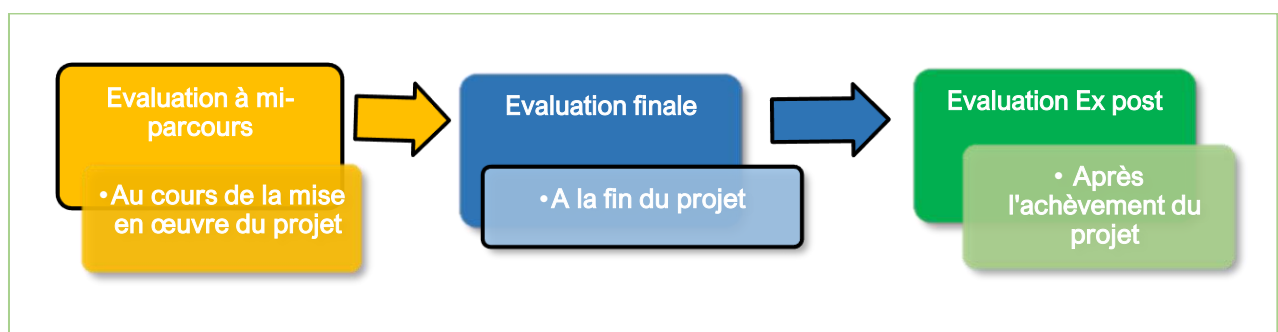 Evaluation à mi-
parcours
•Au cours de la mise
en œuvre du projet
Evaluation finale
•A la fin du projet
Evaluation Ex post
• Après
l'achèvement du
projet